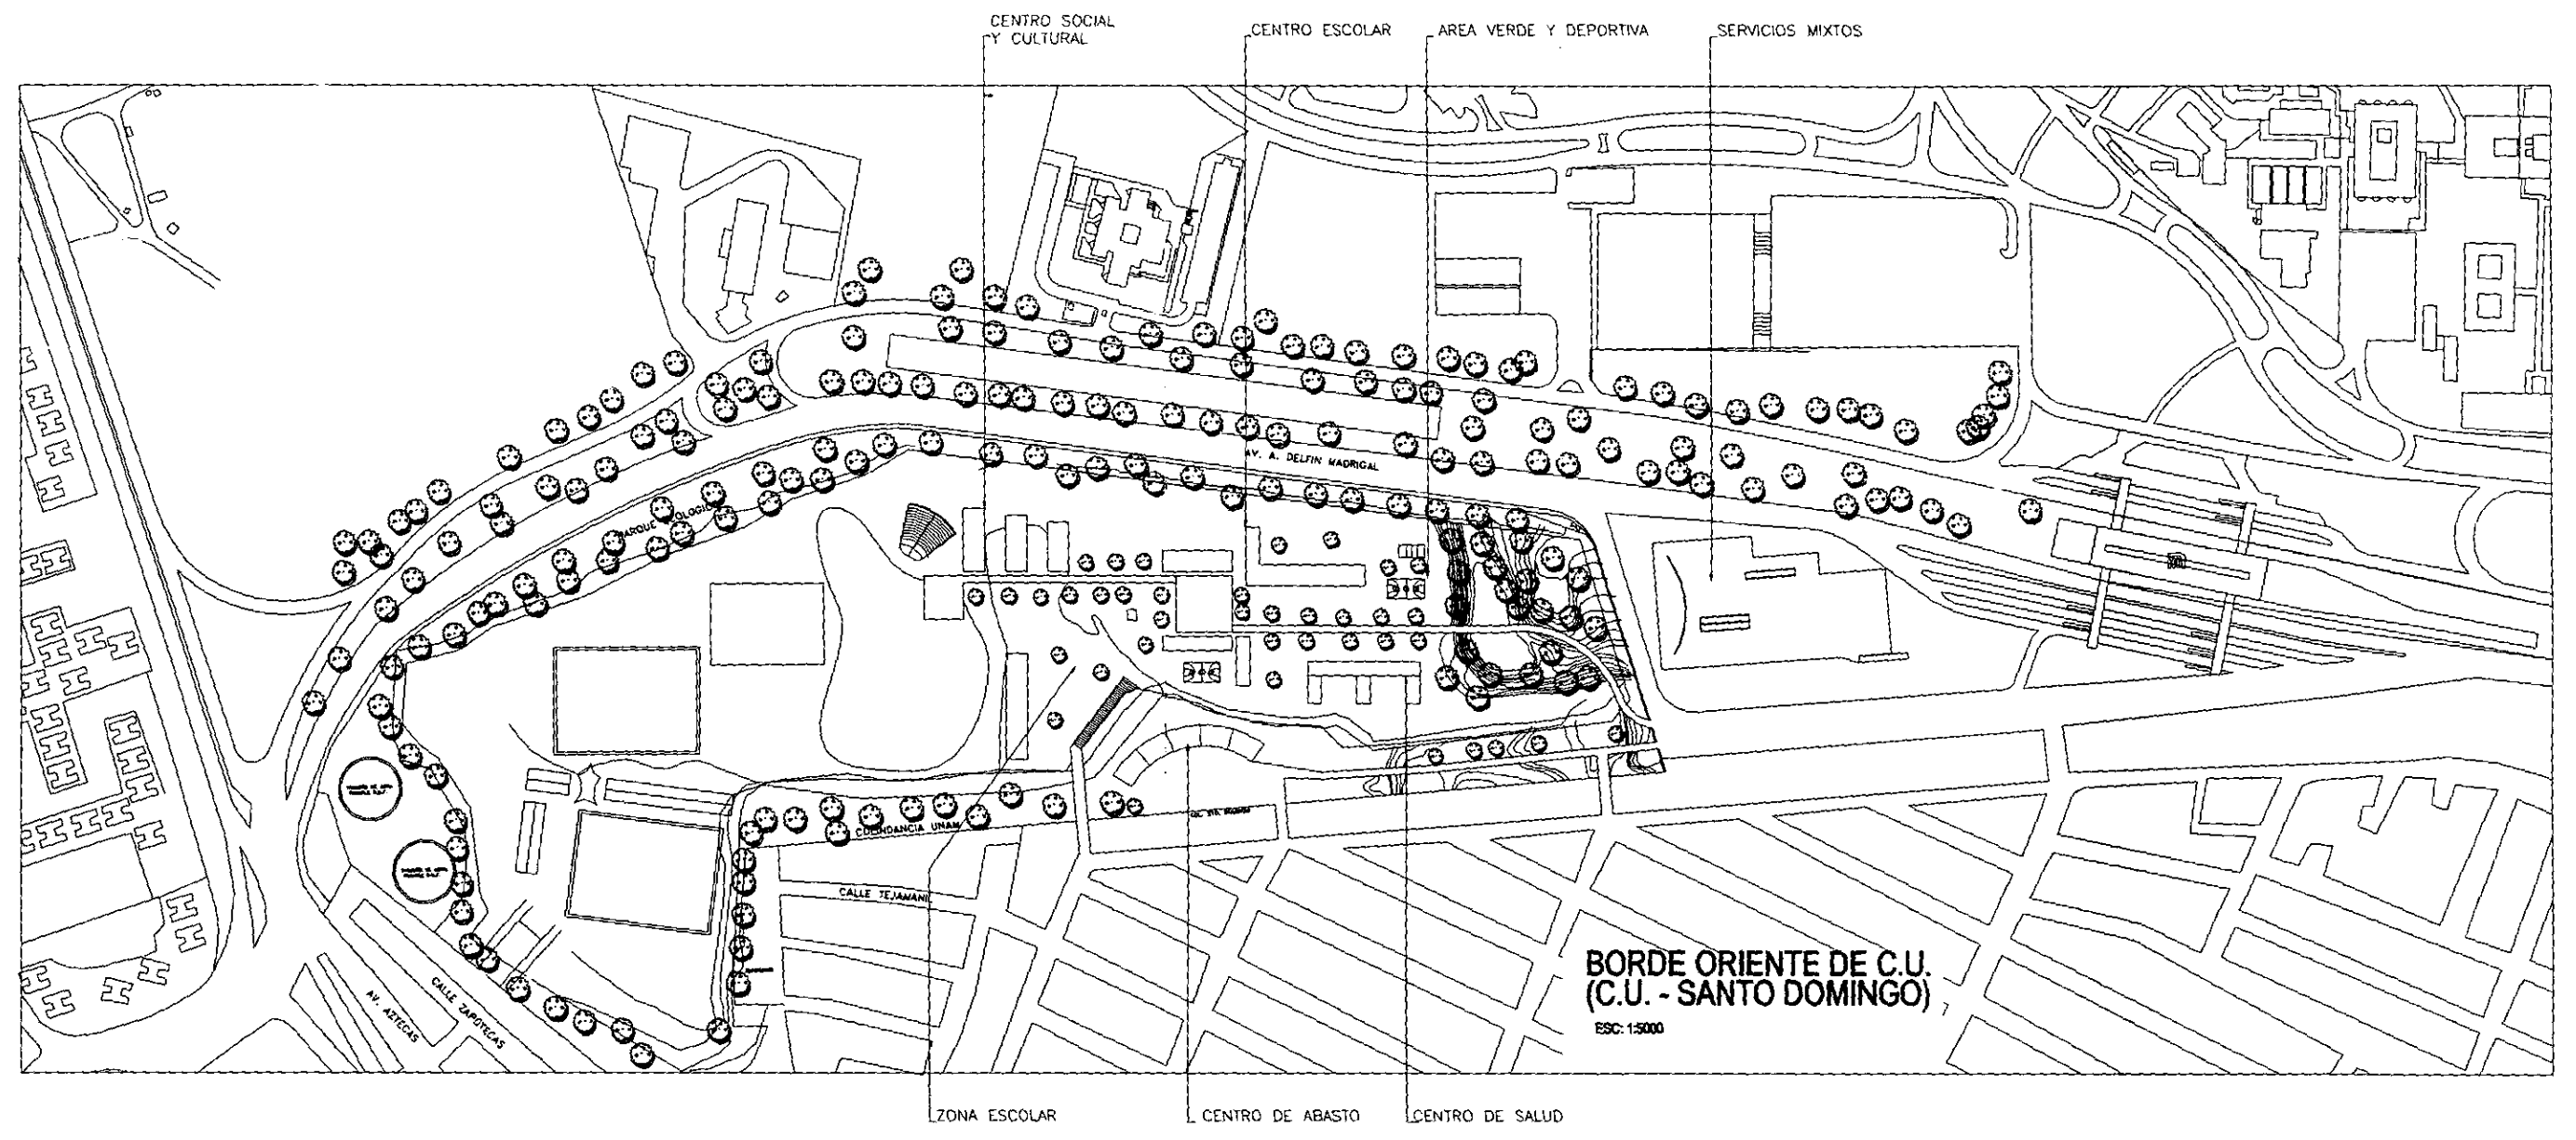 CENTRO SOCIAL
Y CULTURAL
CENTRO ESCOLAR
AREA VERDE Y DEPORTIVA
SERVICIOS MIXTOS
AV. A. DELFIN MADRIGAL
PARQUE
COLINDANCIA UNAM
CALLE TEJAMANIL
AV. AZTECAS
CALLE ZAPOTECAS
BORDE ORIENTE DE C.U.
(C.U. - SANTO DOMINGO)
ESC: 1:5000
ZONA ESCOLAR
CENTRO DE ABASTO
CENTRO DE SALUD